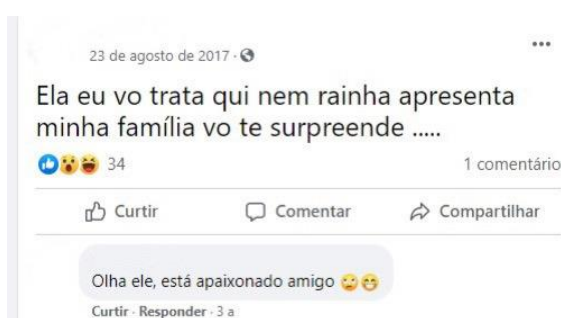 23 de agosto de 2017 ·
Ela eu vo trata qui nem rainha apresenta
minha família vo te surpreende .....
34 1 comentário
Curtir Comentar Compartilhar
Olha ele, está apaixonado amigo 🙄😁
Curtir · Responder · 3 a